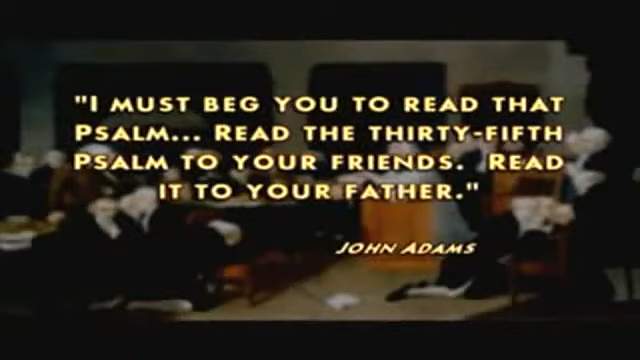 "I MUST BEG YOU TO READ THAT
PSALM... READ THE THIRTY-FIFTH
PSALM TO YOUR FRIENDS. READ
IT TO YOUR FATHER."
JOHN ADAMS